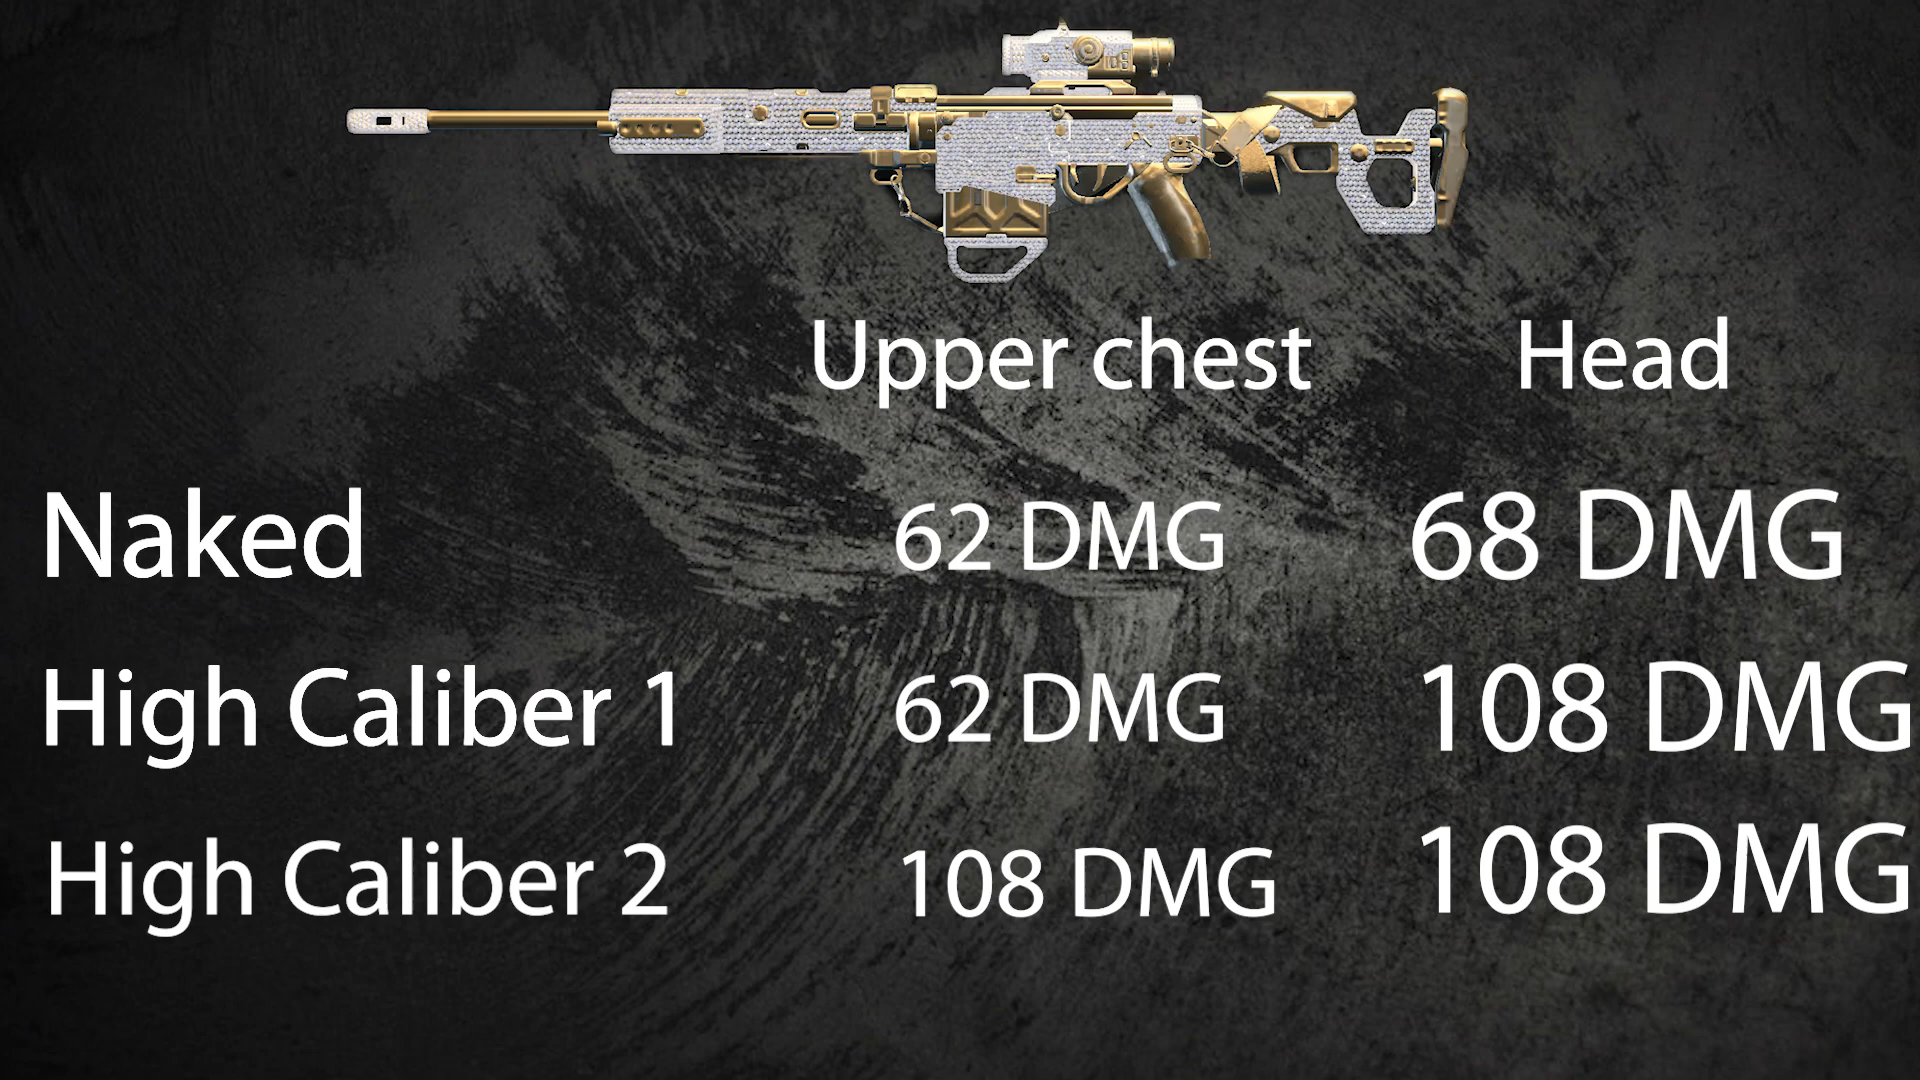 Upper chest Head
Naked 62 DMG 68 DMG
High Caliber 1 62 DMG 108 DMG
High Caliber 2 108 DMG 108 DMG